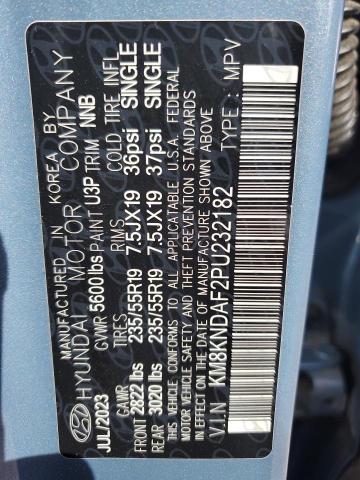 MANUFACTURED IN KOREA BY
HYUNDAI MOTOR COMPANY
JUL/2023 GVWR 5600lbs PAINT U3P TRIM NNB
GAWR TIRES RINS COLD TIRE INFL
FRONT 2822 lbs 235/55R19 7.5JX19 36psi SINGLE
REAR 3020 lbs 235/55R19 7.5JX19 37psi SINGLE
THIS VEHICLE CONFORMS TO ALL APPLICABLE U.S.A. FEDERAL
MOTOR VEHICLE SAFETY AND THEFT PREVENTION STANDARDS
IN EFFECT ON THE DATE OF MANUFACTURE SHOWN ABOVE
V.I.N KM8KNDAF2PU232182 TYPE: MPV